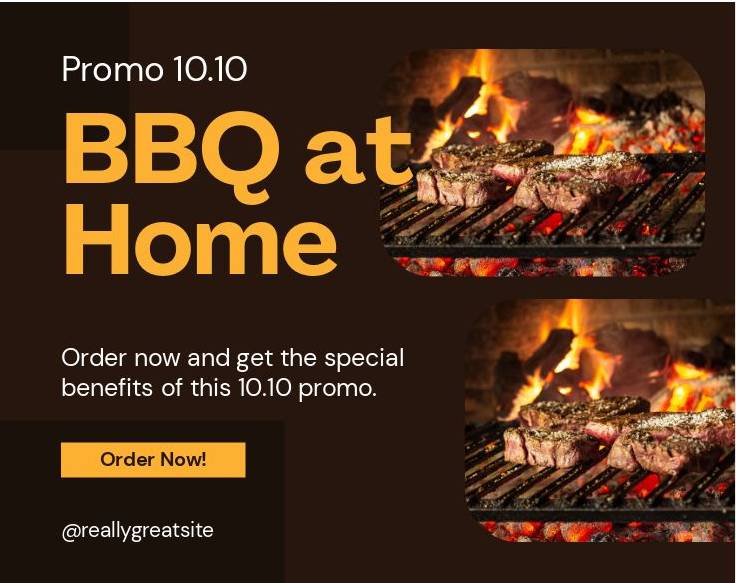 Promo 10.10
BBQ at
Home
Order now and get the special
benefits of this 10.10 promo.
Order Now!
@reallygreatsite